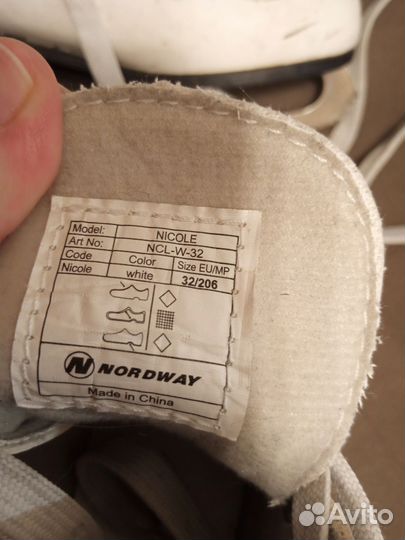 Model: NICOLE
Art No: NCL-W-32
Code Color Size EU/MP
Nicole white 32/206
NORDWAY
Made in China
Avito